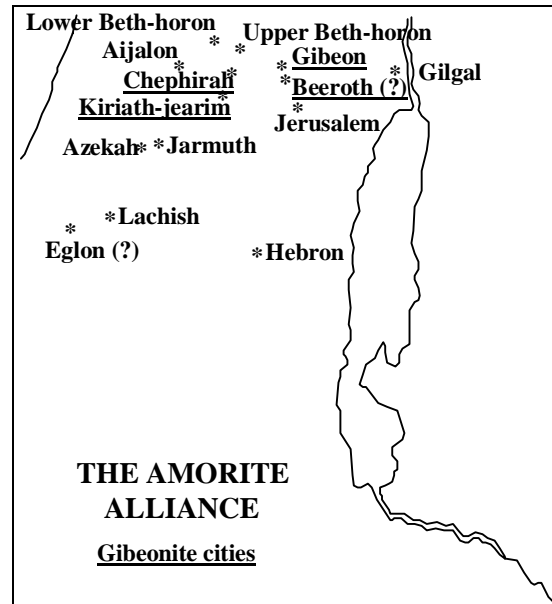 Lower Beth-horon
Upper Beth-horon
Aijalon
Gibeon
Gilgal
Chephirah
Beeroth (?)
Kiriath-jearim
Jerusalem
Azekah
Jarmuth
Lachish
Eglon (?)
Hebron
THE AMORITE
ALLIANCE
Gibeonite cities